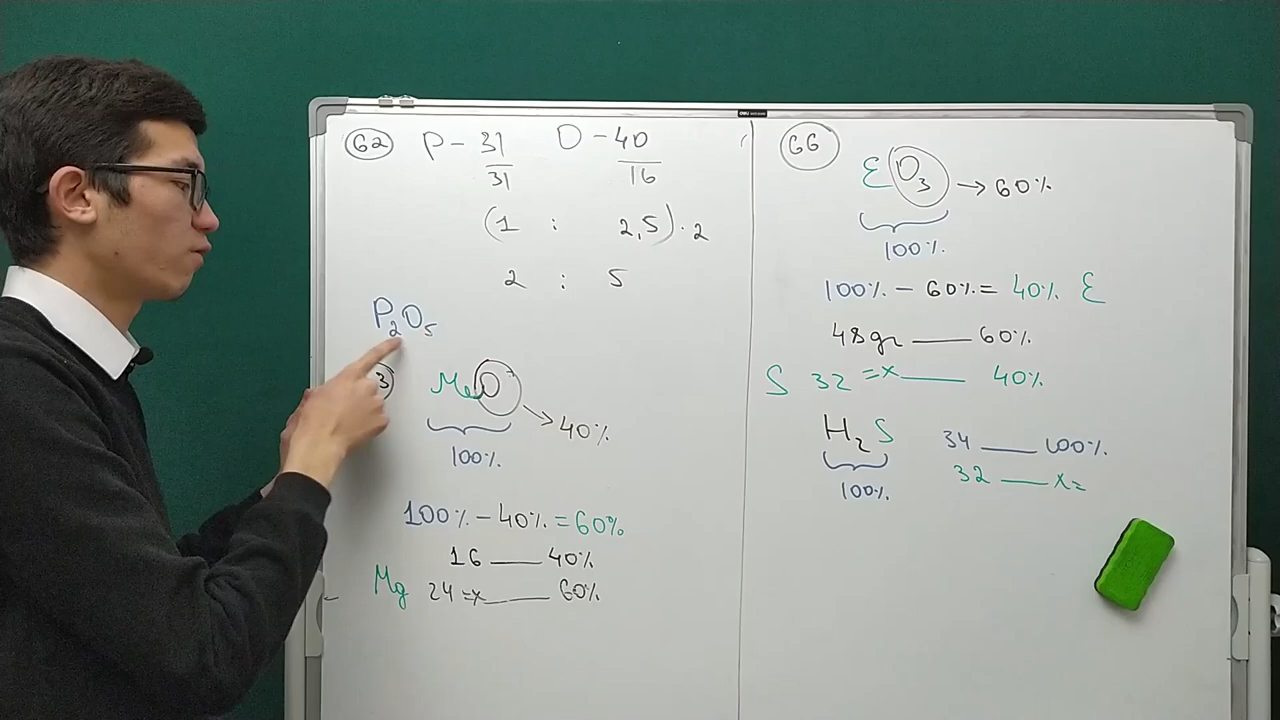 62 P - 31 O - 40
31 16
(1 : 2,5) · 2
2 : 5
P2O5
3 MeO → 40%
100%
100% - 40% = 60%
16 — 40%
Mg 24 = x — 60%
66
EO3 → 60%
100%
100% - 60% = 40% E
48gr — 60%
S 32 = x — 40%
H2S 34 — 100%
100% 32 — x =